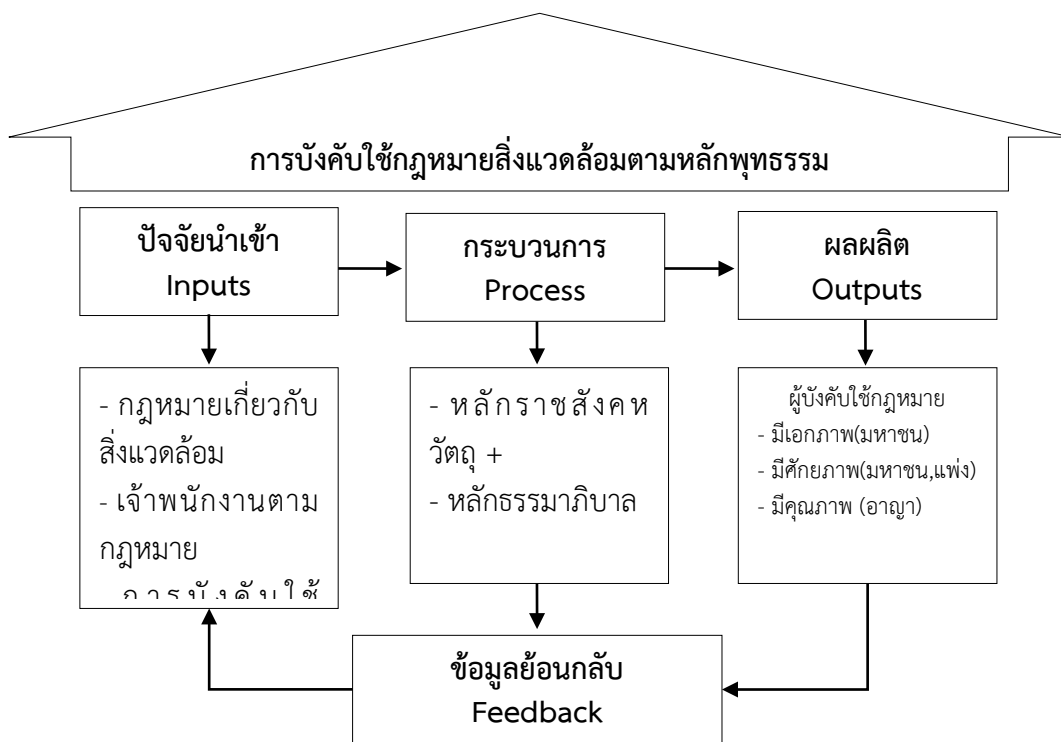 การบังคับใช้กฎหมายสิ่งแวดล้อมตามหลักพุทธรรม
ปัจจัยนำเข้า
Inputs
กระบวนการ
Process
ผลผลิต
Outputs
- กฎหมายเกี่ยวกับ
สิ่งแวดล้อม
- เจ้าพนักงานตาม
กฎหมาย
การบังคับใช้
- หลักราชสังคห
วัตถุ +
- หลักธรรมาภิบาล
ผู้บังคับใช้กฎหมาย
- มีเอกภาพ(มหาชน)
- มีศักยภาพ(มหาชน,แพ่ง)
- มีคุณภาพ (อาญา)
ข้อมูลย้อนกลับ
Feedback